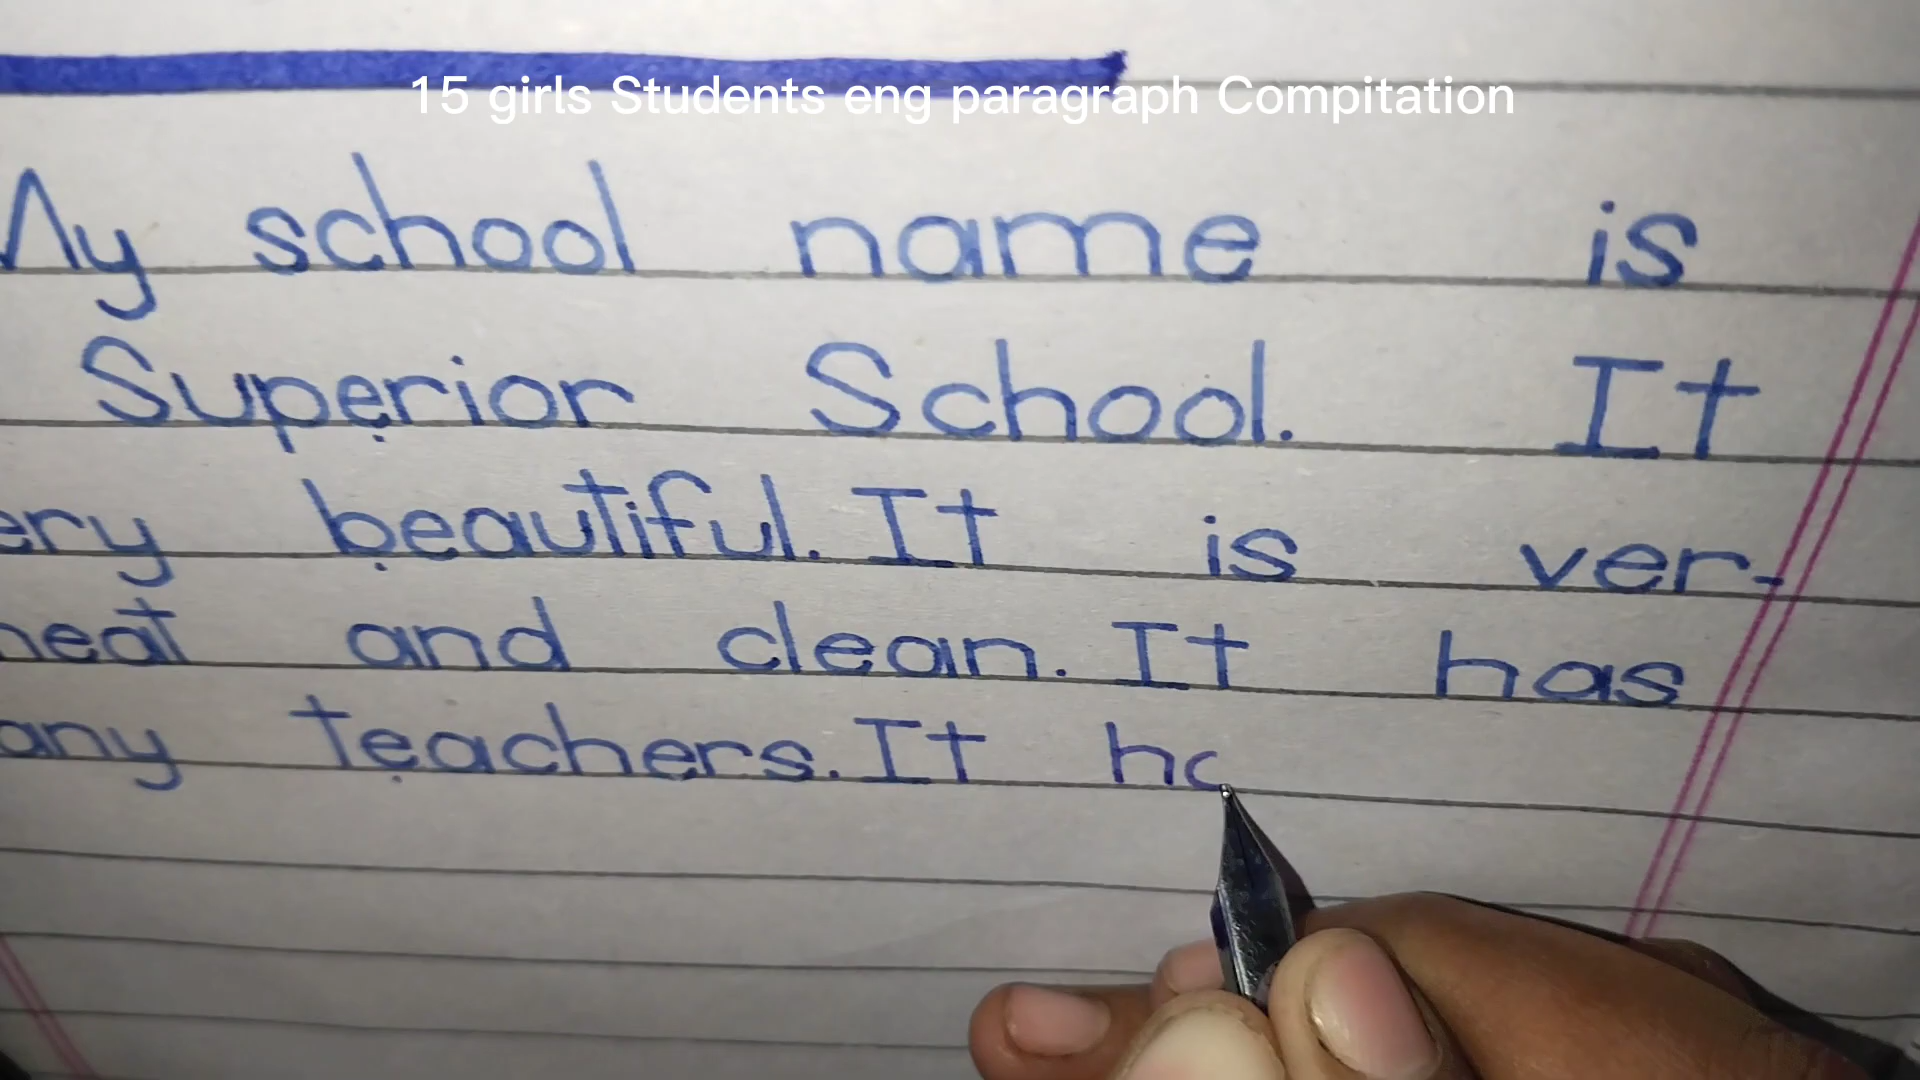 15 girls Students eng paragraph Compitation
My school name is
Superior School. It
ery beautiful. It is ver-
neat and clean. It has
any teachers. It ha